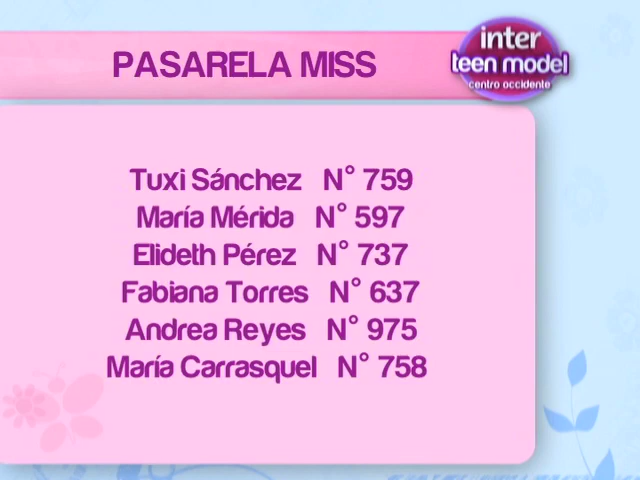 PASARELA MISS
inter
teen model
centro occidente
Tuxi Sánchez N° 759
María Mérida N° 597
Elideth Pérez N° 737
Fabiana Torres N° 637
Andrea Reyes N° 975
María Carrasquel N° 758